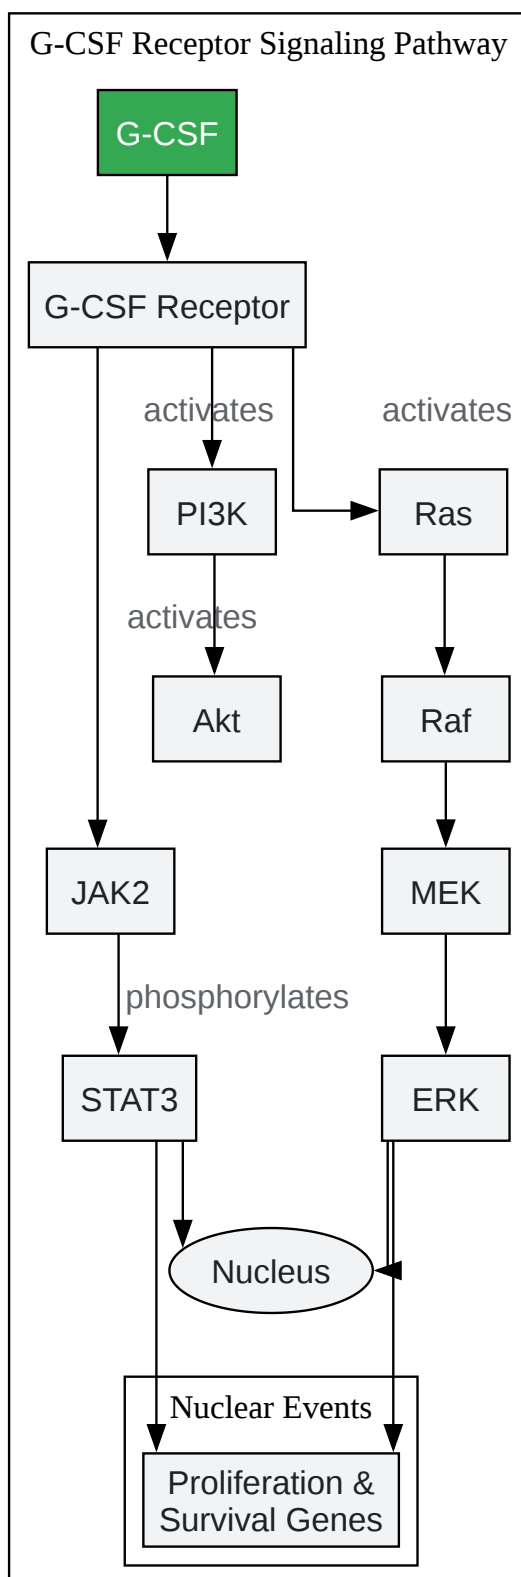 G-CSF Receptor Signaling Pathway
G-CSF
G-CSF Receptor
activates
activates
PI3K
Ras
activates
Akt
Raf
JAK2
MEK
phosphorylates
STAT3
ERK
Nucleus
Nuclear Events
Proliferation &
Survival Genes